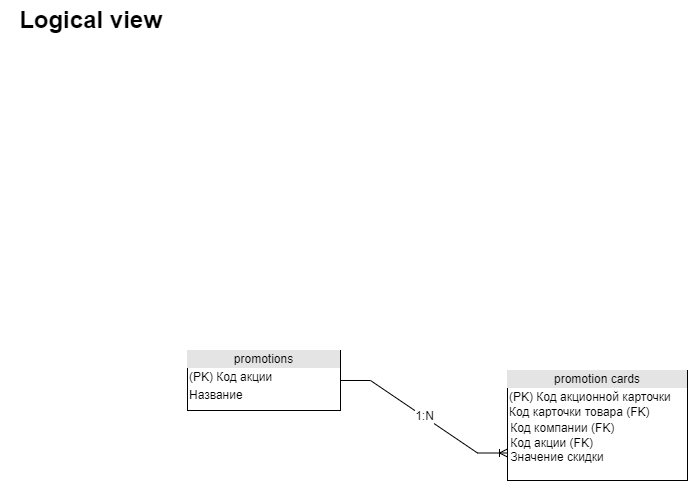 Logical view
promotions
(PK) Код акции
Название
1:N
promotion cards
(PK) Код акционной карточки
Код карточки товара (FK)
Код компании (FK)
Код акции (FK)
Значение скидки